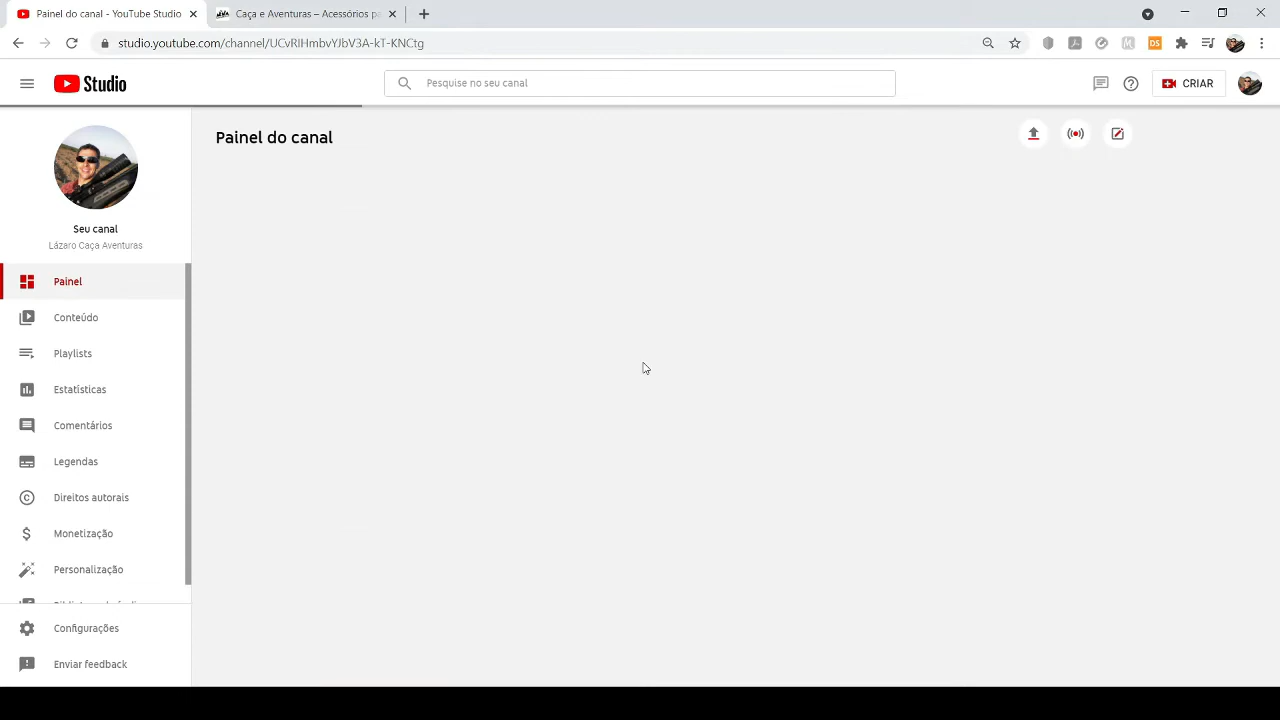 Painel do canal - YouTube Studio
Caça e Aventuras – Acessórios pa
studio.youtube.com/channel/UCvRIHmbvYJbV3A-kT-KNCtg
Studio
Pesquise no seu canal
CRIAR
Painel do canal
Seu canal
Lázaro Caça Aventuras
Painel
Conteúdo
Playlists
Estatísticas
Comentários
Legendas
Direitos autorais
Monetização
Personalização
Configurações
Enviar feedback